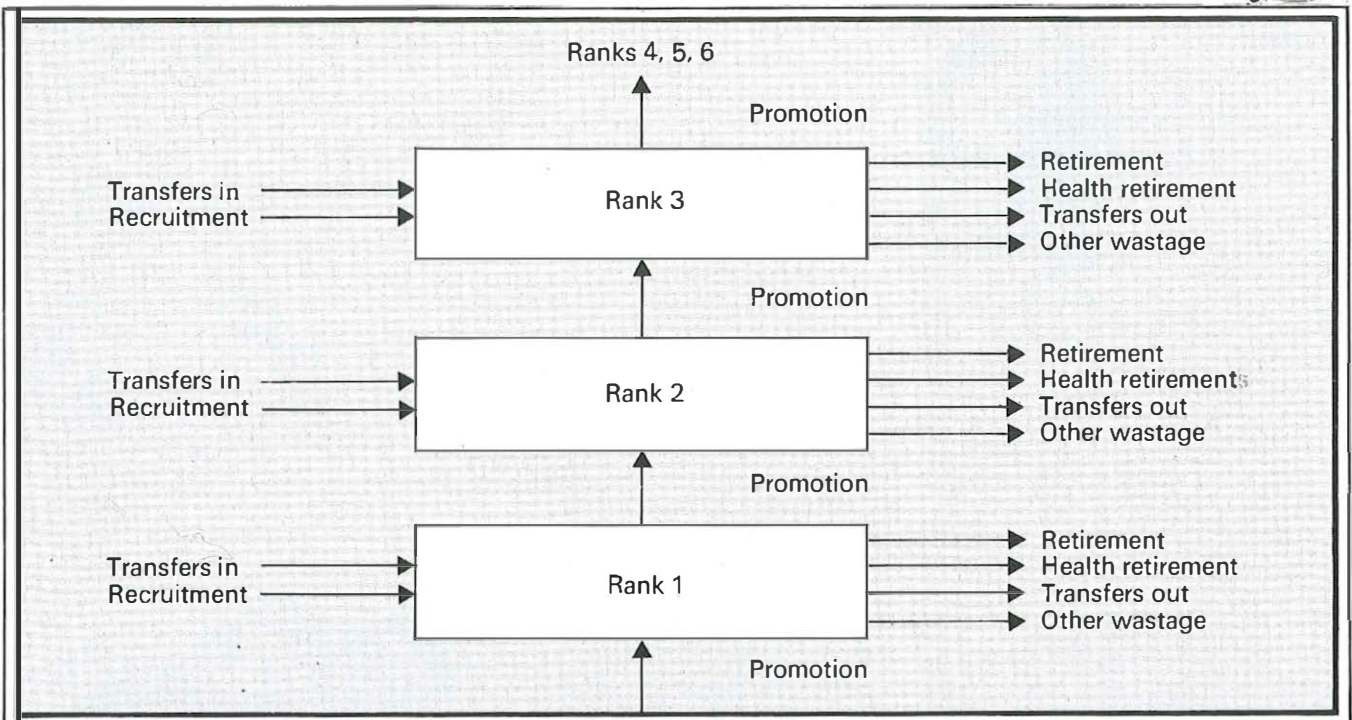 Ranks 4, 5, 6
Promotion
Transfers in
Recruitment
Rank 3
Retirement
Health retirement
Transfers out
Other wastage
Promotion
Transfers in
Recruitment
Rank 2
Retirement
Health retirements
Transfers out
Other wastage
Promotion
Transfers in
Recruitment
Rank 1
Retirement
Health retirement
Transfers out
Other wastage
Promotion